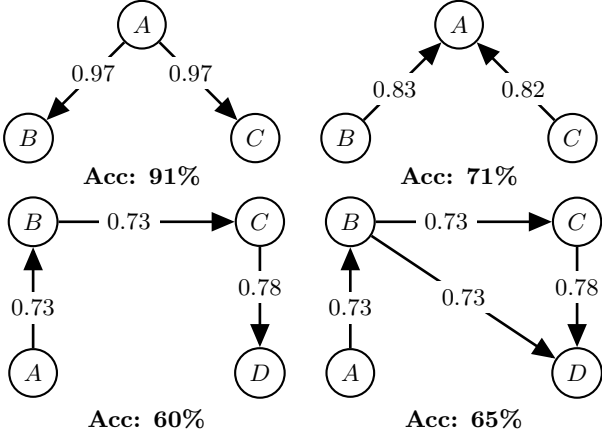 A
A
0.97 0.97
0.83 0.82
B C
B C
Acc: 91%
Acc: 71%
B 0.73 C
B 0.73 C
0.73 0.78
0.73 0.73 0.78
A D
A D
Acc: 60%
Acc: 65%